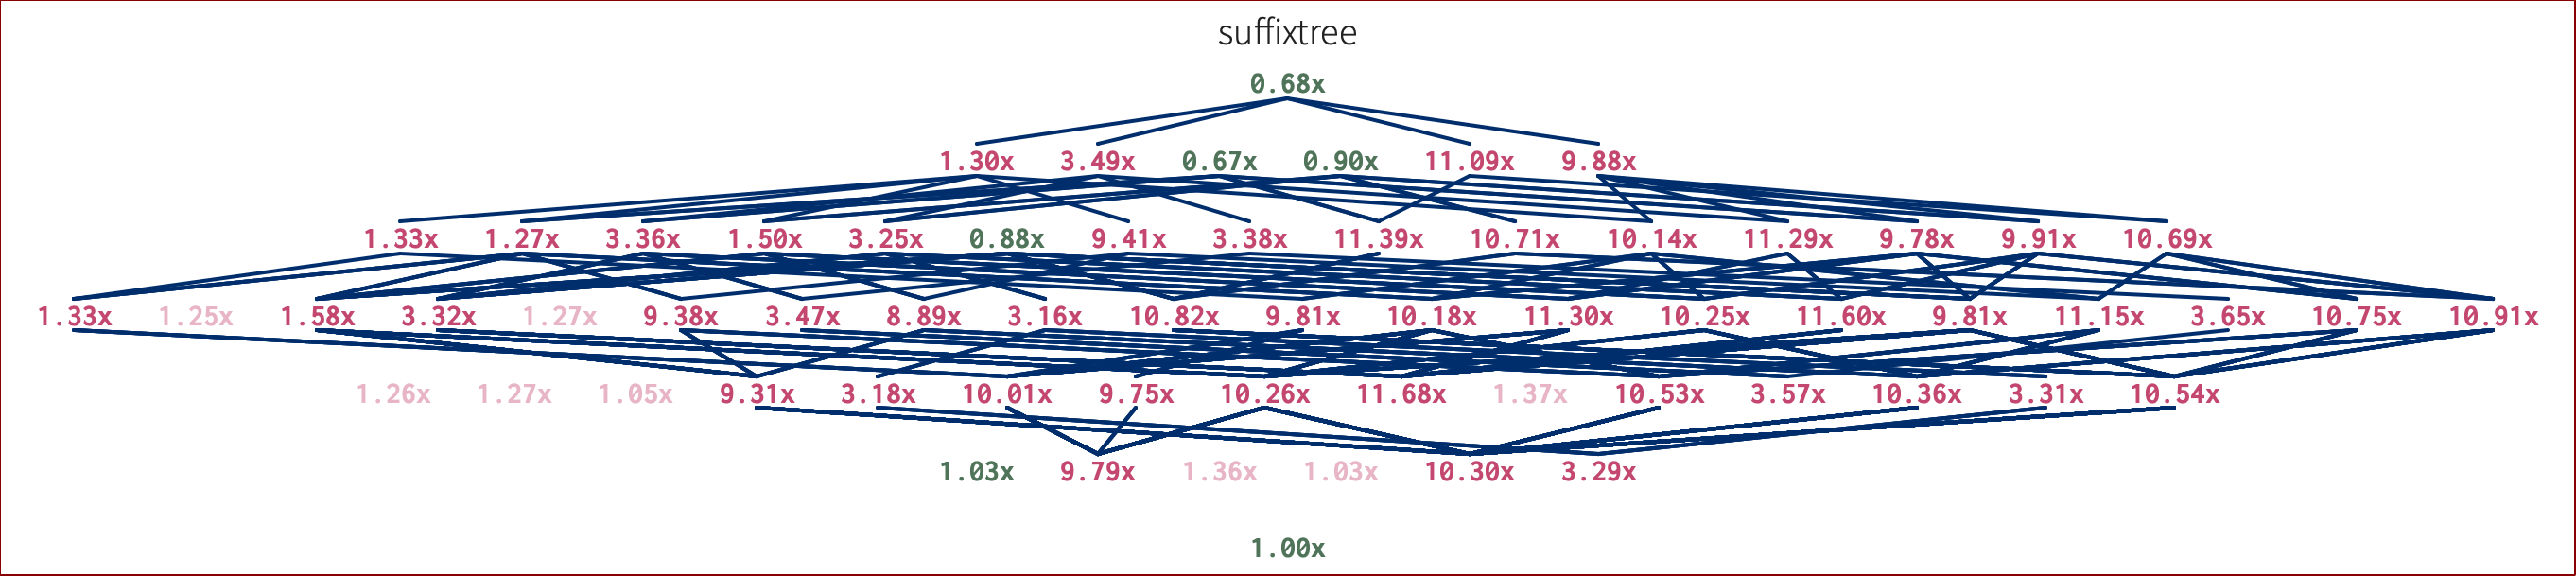 suffixtree
0.68x
1.30x 3.49x 0.67x 0.90x 11.09x 9.88x
1.33x 1.27x 3.36x 1.50x 3.25x 0.88x 9.41x 3.38x 11.39x 10.71x 10.14x 11.29x 9.78x 9.91x 10.69x
1.33x 1.25x 1.58x 3.32x 1.27x 9.38x 3.47x 8.89x 3.16x 10.82x 9.81x 10.18x 11.30x 10.25x 11.60x 9.81x 11.15x 3.65x 10.75x 10.91x
1.26x 1.27x 1.05x 9.31x 3.18x 10.01x 9.75x 10.26x 11.68x 1.37x 10.53x 3.57x 10.36x 3.31x 10.54x
1.03x 9.79x 1.36x 1.03x 10.30x 3.29x
1.00x